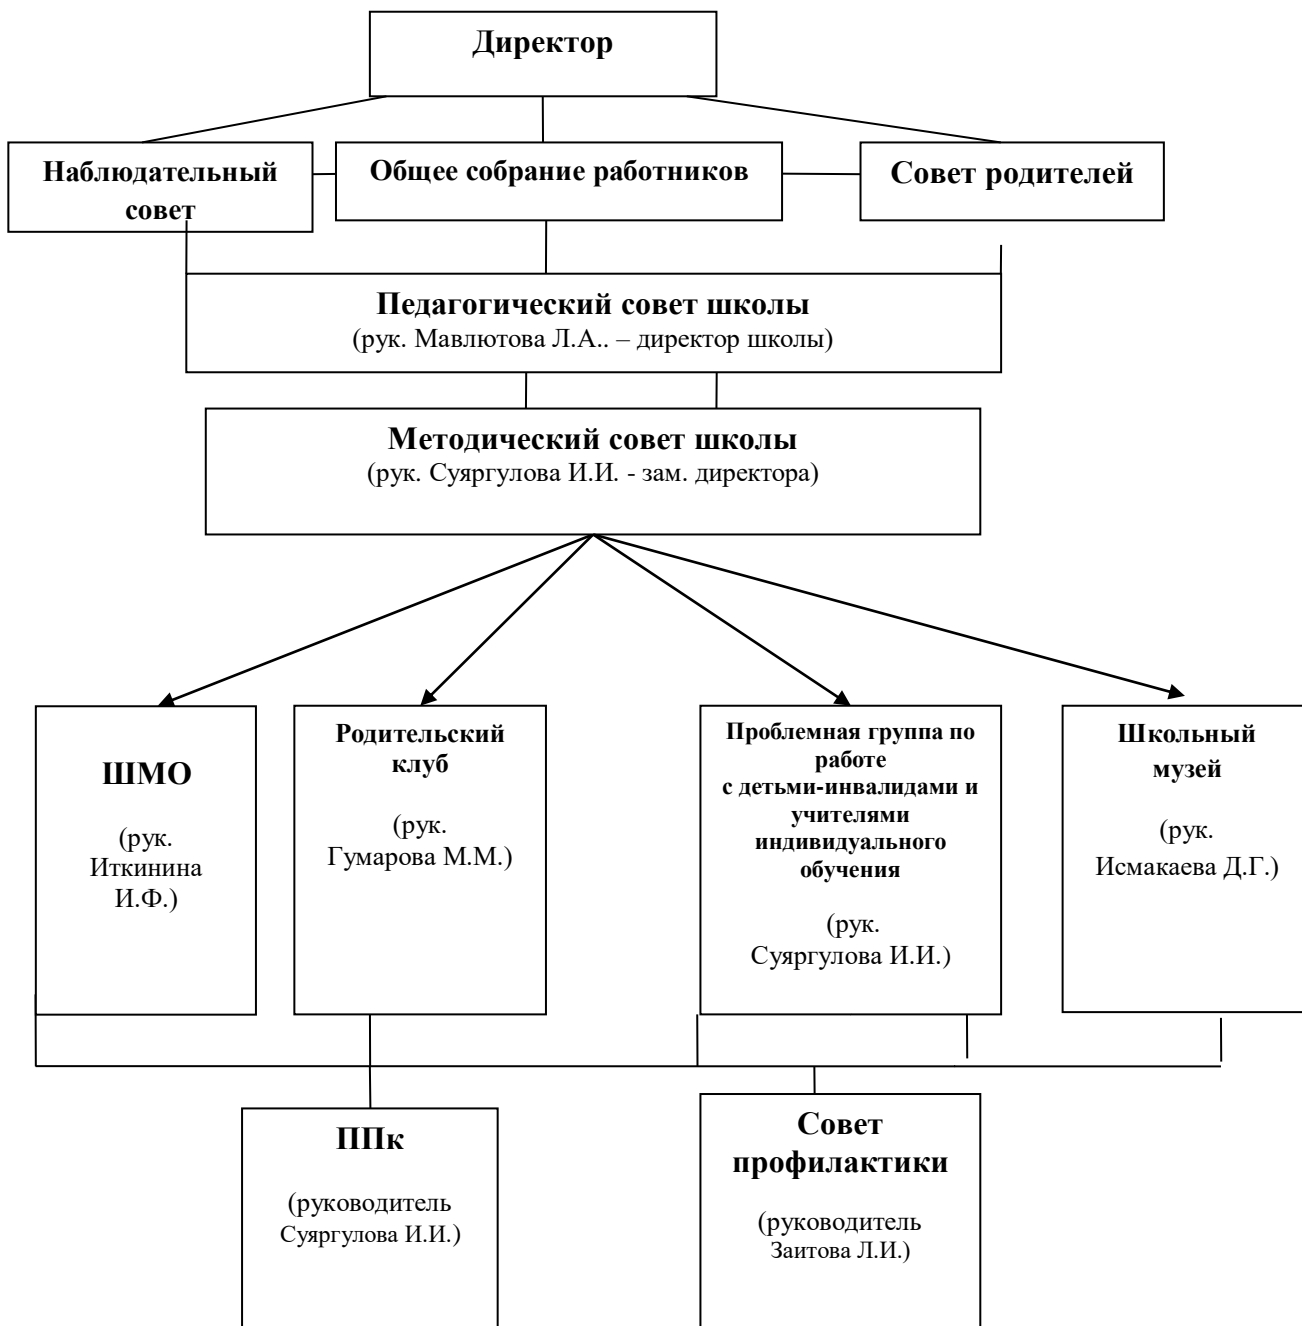 Директор
Наблюдательный
совет
Общее собрание работников
Совет родителей
Педагогический совет школы
(рук. Мавлютова Л.А.. – директор школы)
Методический совет школы
(рук. Суяргулова И.И. - зам. директора)
ШМО
(рук.
Иткинина
И.Ф.)
Родительский
клуб
(рук.
Гумарова М.М.)
Проблемная группа по
работе
с детьми-инвалидами и
учителями
индивидуального
обучения
(рук.
Суяргулова И.И.)
Школьный
музей
(рук.
Исмакаева Д.Г.)
ППк
(руководитель
Суяргулова И.И.)
Совет
профилактики
(руководитель
Заитова Л.И.)